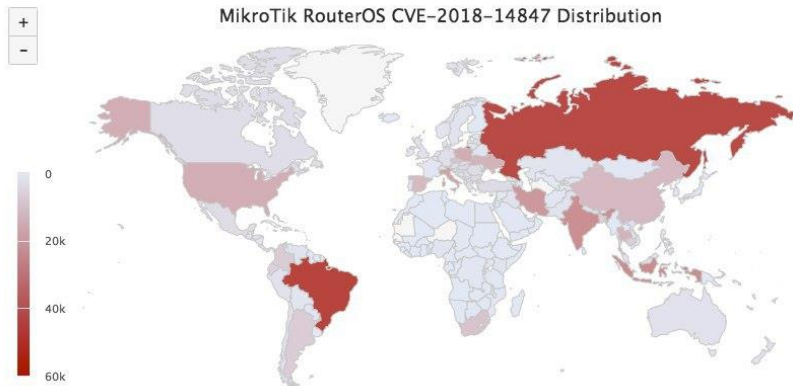 MikroTik RouterOS CVE-2018-14847 Distribution
+
−
0
20k
40k
60k